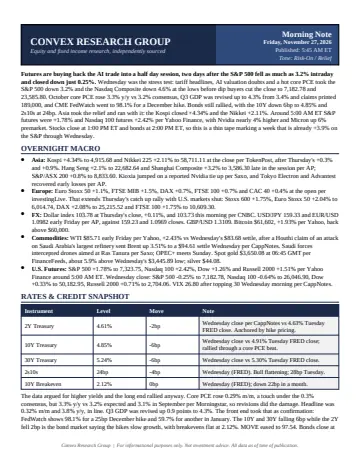 CONVEX RESEARCH GROUP
Equity and fixed income research, independently sourced
Morning Note
Friday, November 27, 2026
Published: 5:45 AM ET
Tone: Risk-On / Relief
Futures are buying back the AI trade into a half day session, two days after the S&P 500 fell as much as 3.2% intraday
and closed down just 0.25%. Wednesday was the stress test: tariff headlines, AI valuation doubts and a hot core PCE took the
S&P 500 down 3.2% and the Nasdaq Composite down 4.6% at the lows before dip buyers cut the close to 7,182.78 and
October core PCE 3.3% y/y vs 3.2% consensus, Q3 GDP was revised up to 4.3% from 3.4% and claims printed
189,000, and CME FedWatch went to 98.1% for a December hike. Bonds still rallied, with the 10Y down 6bp to 4.85% and
2s10s at 24bp. Asia took the relief and ran with it: the Kospi closed +4.34% and the Nikkei +2.11%. Around 5:00 AM ET S&P
futures were +1.78% and Nasdaq 100 futures +2.42% per Yahoo Finance, with Nvidia nearly 4% higher and Micron up 6%
premarket. Stocks close at 1:00 PM and bonds at 2:00 PM ET, so this is a thin tape marking a week that is already
S&P through Wednesday.
OVERNIGHT MACRO
• Asia: Kospi +4.34% to 4,915.68 and Nikkei 225 +2.11% to 58,711.11 at the close per TokenPost, after Thursday's +0.3%
and +0.9%. Hang Seng +2.1% to 22,682.64 and Shanghai Composite +3.2% to 3,586.30 late in the session per AP.
S&P/ASX 200 +0.8% to 8,833.60. Kioxia jumped on a reported Nvidia tie up per Sacra, and Tokyo Electron and Advantest
recovered early losses per AP.
• Europe: Euro Stoxx 50 +1.1%, FTSE MIB +1.5%, DAX +0.7%, FTSE 100 +0.7% and CAC 40 +0.4% at the open per
investingLive. That extends Thursday's catch up rally with U.S. markets shut: Stoxx 600 +1.75%, Euro Stoxx 50 +2.04% to
6,014.74, DAX +2.08% to 25,215.52 and FTSE 100 +1.75% to 10,609.30.
• FX: Dollar index 103.78 at Thursday's close, +0.11%, and 103.73 this morning per CNBC. USDJPY 159.33 and EUR/USD
1.0982 early Friday per AP, against 159.23 and 1.0969 closes. GBP/USD 1.3109. Bitcoin $61,602, +1.93% per Yahoo, back
above $60,000.
• Commodities: WTI $85.71 early Friday per Yahoo, +2.43% vs Wednesday's $83.68 settle, after a Houthi claim of an attack
on Saudi Arabia's largest refinery sent Brent up 3.51% to a $94.61 settle Wednesday per CappNotes. Saudi forces
intercepted drones aimed at Ras Tanura per Saxo; OPEC+ meets Sunday. Spot gold $3,650.08 at 06:45 GMT per
FinanceFeeds, about 5.9% above Wednesday's $3,445.89 low; silver $44.08.
• U.S. Futures: S&P 500 +1.78% to 7,323.75, Nasdaq 100 +2.42%, Dow +1.26% and Russell 2000 +1.51% per Yahoo
Finance around 5:00 AM ET. Wednesday close: S&P -0.25% to 7,182.78, Nasdaq 100 -0.64% to 26,046.90, Dow
+0.33% to 50,182.95, Russell 2000 +0.71% to 2,704.06. VIX 26.80 after topping 30 Wednesday morning per CappNotes.
RATES & CREDIT SNAPSHOT
Instrument Level Move Note
2Y Treasury 4.61% -2bp Wednesday close per CappNotes vs 4.63% Tuesday
FRED close. Anchored by hike pricing.
10Y Treasury 4.85% -6bp Wednesday close vs 4.91% Tuesday FRED close;
rallied through a core PCE beat.
30Y Treasury 5.24% -6bp Wednesday close vs 5.30% Tuesday FRED close.
2s10s 24bp -4bp Wednesday (FRED). Bull flattening; 28bp Tuesday.
10Y Breakeven 2.12% 0bp Wednesday (FRED); down 22bp in a month.
The data argued for higher yields and the long end rallied anyway. Core PCE rose 0.29% m/m, a touch under the 0.3%
consensus, but 3.3% y/y vs 3.2% expected and 3.1% in September per Morningstar, so revisions did the damage. Headline was
0.32% m/m and 3.8% y/y, in line. Q3 GDP was revised up 0.9 points to 4.3%. The front end took that as confirmation:
FedWatch shows 98.1% for a 25bp December hike and 59.7% for another in January. The 10Y and 30Y falling 6bp while the 2Y
fell 2bp is the bond market saying the hikes slow growth, with breakevens flat at 2.12%. MOVE eased to 97.54. Bonds close at
Convex Research Group | For informational purposes only. Not investment advice. All data as of time of publication.